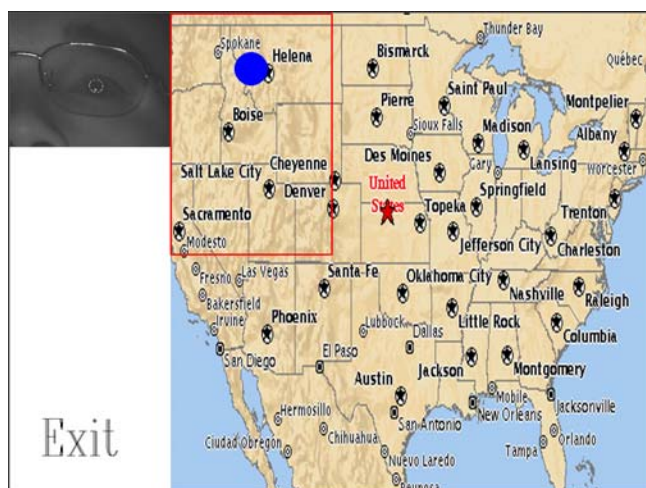 Thunder Bay
Spokane
Helena
Bismarck
Québec
Saint Paul
Montpelier
Pierre
Boise
Sioux Falls
Madison
Albany
Des Moines
Gary
Lansing
Worcester
Salt Lake City
Cheyenne
United
States
Springfield
Denver
Topeka
Trenton
Sacramento
Jefferson City
Charleston
Modesto
Fresno
Las Vegas
Santa Fe
Oklahoma City
Nashville
Raleigh
Bakersfield
Irvine
Phoenix
Lubbock
Dallas
Little Rock
Columbia
San Diego
El Paso
Jackson
Montgomery
Austin
Mobile
Jacksonville
Hermosillo
San Antonio
New Orleans
Exit
Ciudad Obregon
Chihuahua
Tampa
Orlando
Nuevo Laredo
Reynosa